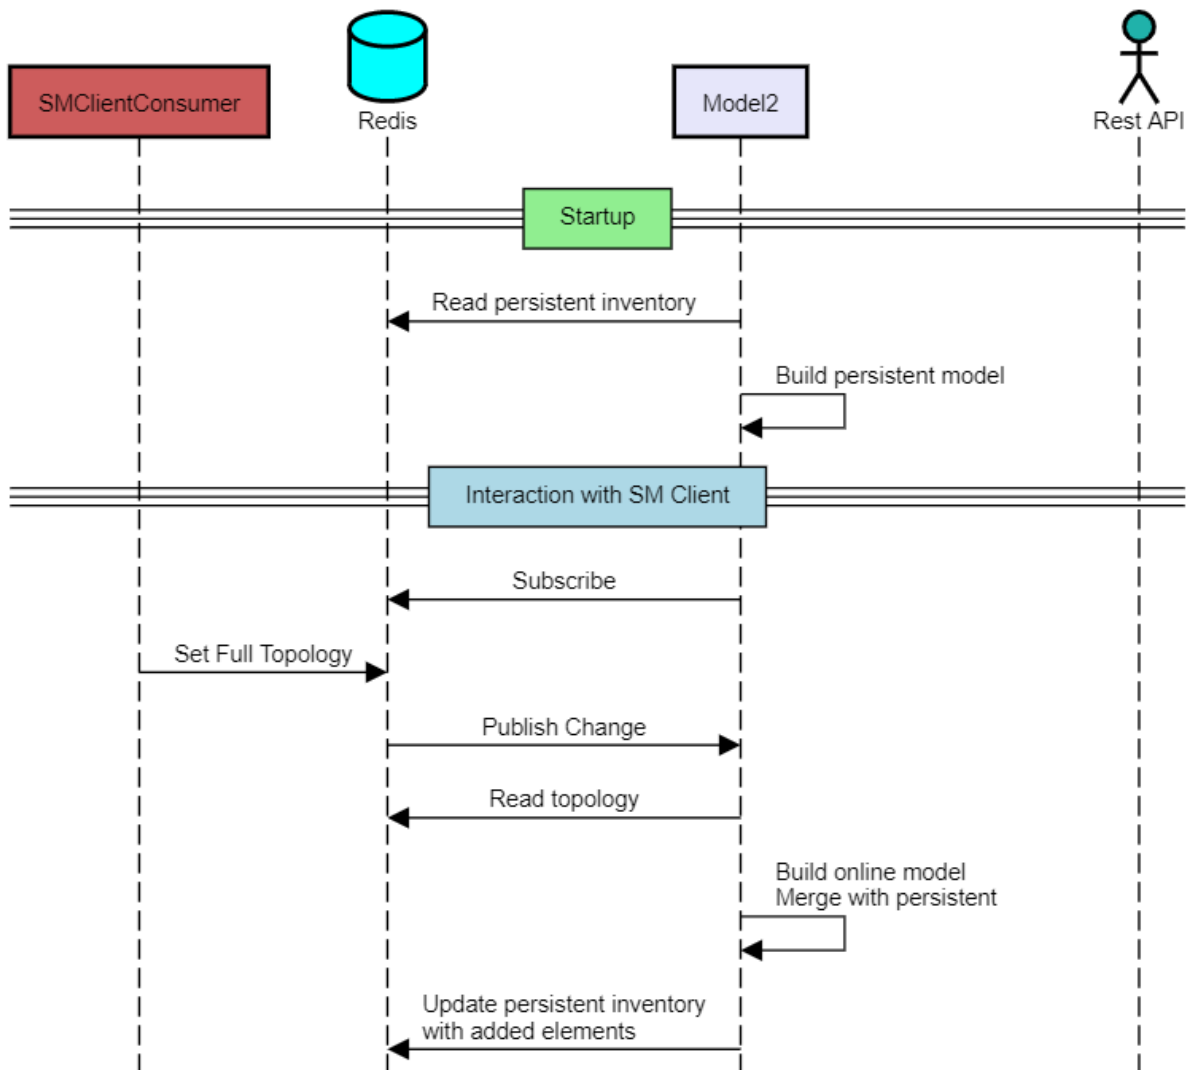 SMClientConsumer
Redis
Model2
Rest API
Startup
Read persistent inventory
Build persistent model
Interaction with SM Client
Subscribe
Set Full Topology
Publish Change
Read topology
Build online model
Merge with persistent
Update persistent inventory
with added elements